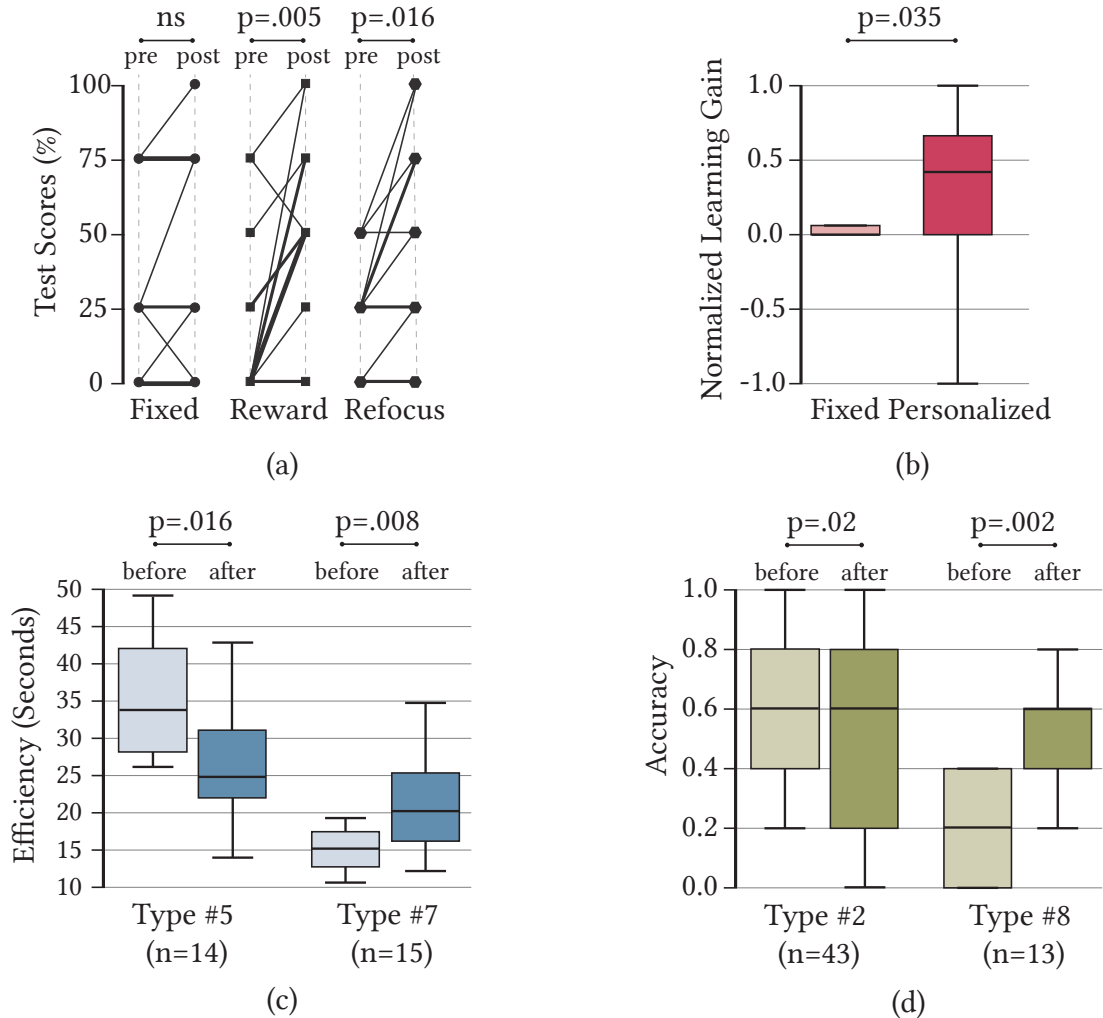 ns p=.005 p=.016
pre post pre post pre post
100
75
50
25
0
Test Scores (%)
Fixed Reward Refocus
(a)
p=.035
1.0
0.5
0.0
-0.5
-1.0
Normalized Learning Gain
Fixed Personalized
(b)
p=.016 p=.008
before after before after
50
45
40
35
30
25
20
15
10
Efficiency (Seconds)
Type #5 Type #7
(n=14) (n=15)
(c)
p=.02 p=.002
before after before after
1.0
0.8
0.6
0.4
0.2
0.0
Accuracy
Type #2 Type #8
(n=43) (n=13)
(d)